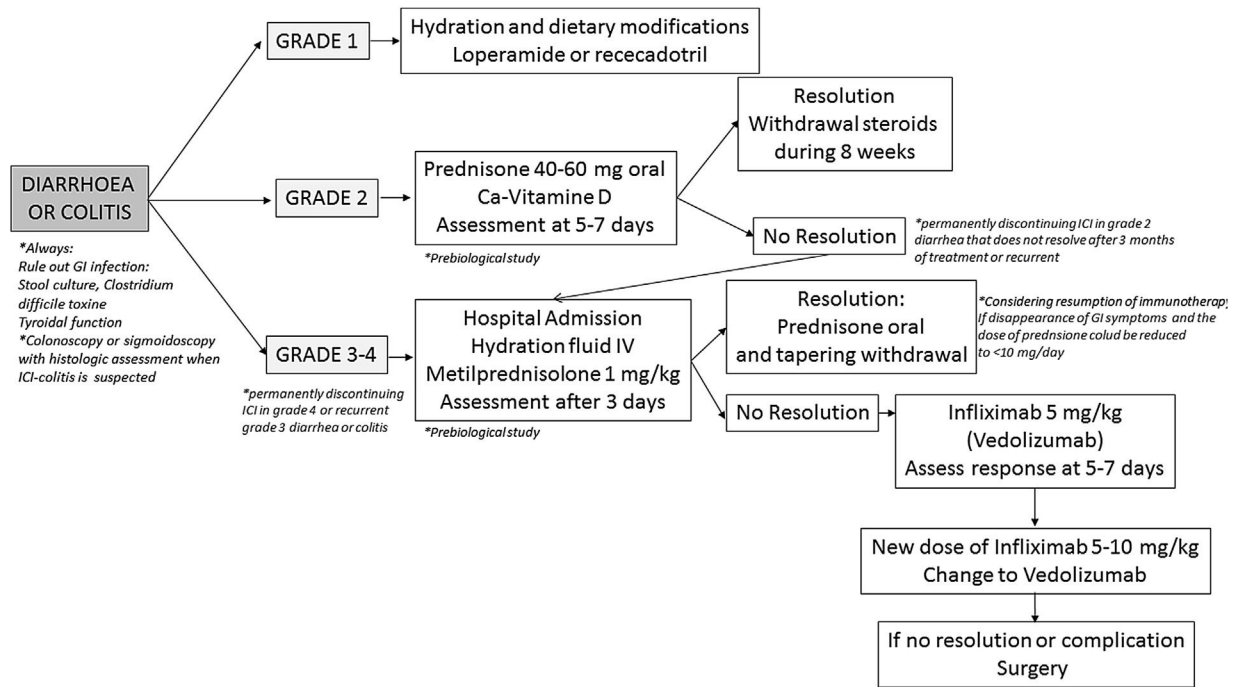 GRADE 1
Hydration and dietary modifications
Loperamide or rececadotril
DIARRHOEA
OR COLITIS
*Always:
Rule out GI infection:
Stool culture, Clostridium
difficile toxine
Tyroidal function
*Colonoscopy or sigmoidoscopy
with histologic assessment when
ICI-colitis is suspected
GRADE 2
Prednisone 40-60 mg oral
Ca-Vitamine D
Assessment at 5-7 days
*Prebiological study
Resolution
Withdrawal steroids
during 8 weeks
No Resolution
*permanently discontinuing ICI in grade 2
diarrhea that does not resolve after 3 months
of treatment or recurrent
GRADE 3-4
*permanently discontinuing
ICI in grade 4 or recurrent
grade 3 diarrhea or colitis
Hospital Admission
Hydration fluid IV
Metilprednisolone 1 mg/kg
Assessment after 3 days
*Prebiological study
Resolution:
Prednisone oral
and tapering withdrawal
*Considering resumption of immunotherapy
If disappearance of GI symptoms and the
dose of prednsione colud be reduced
to <10 mg/day
No Resolution
Infliximab 5 mg/kg
(Vedolizumab)
Assess response at 5-7 days
New dose of Infliximab 5-10 mg/kg
Change to Vedolizumab
If no resolution or complication
Surgery